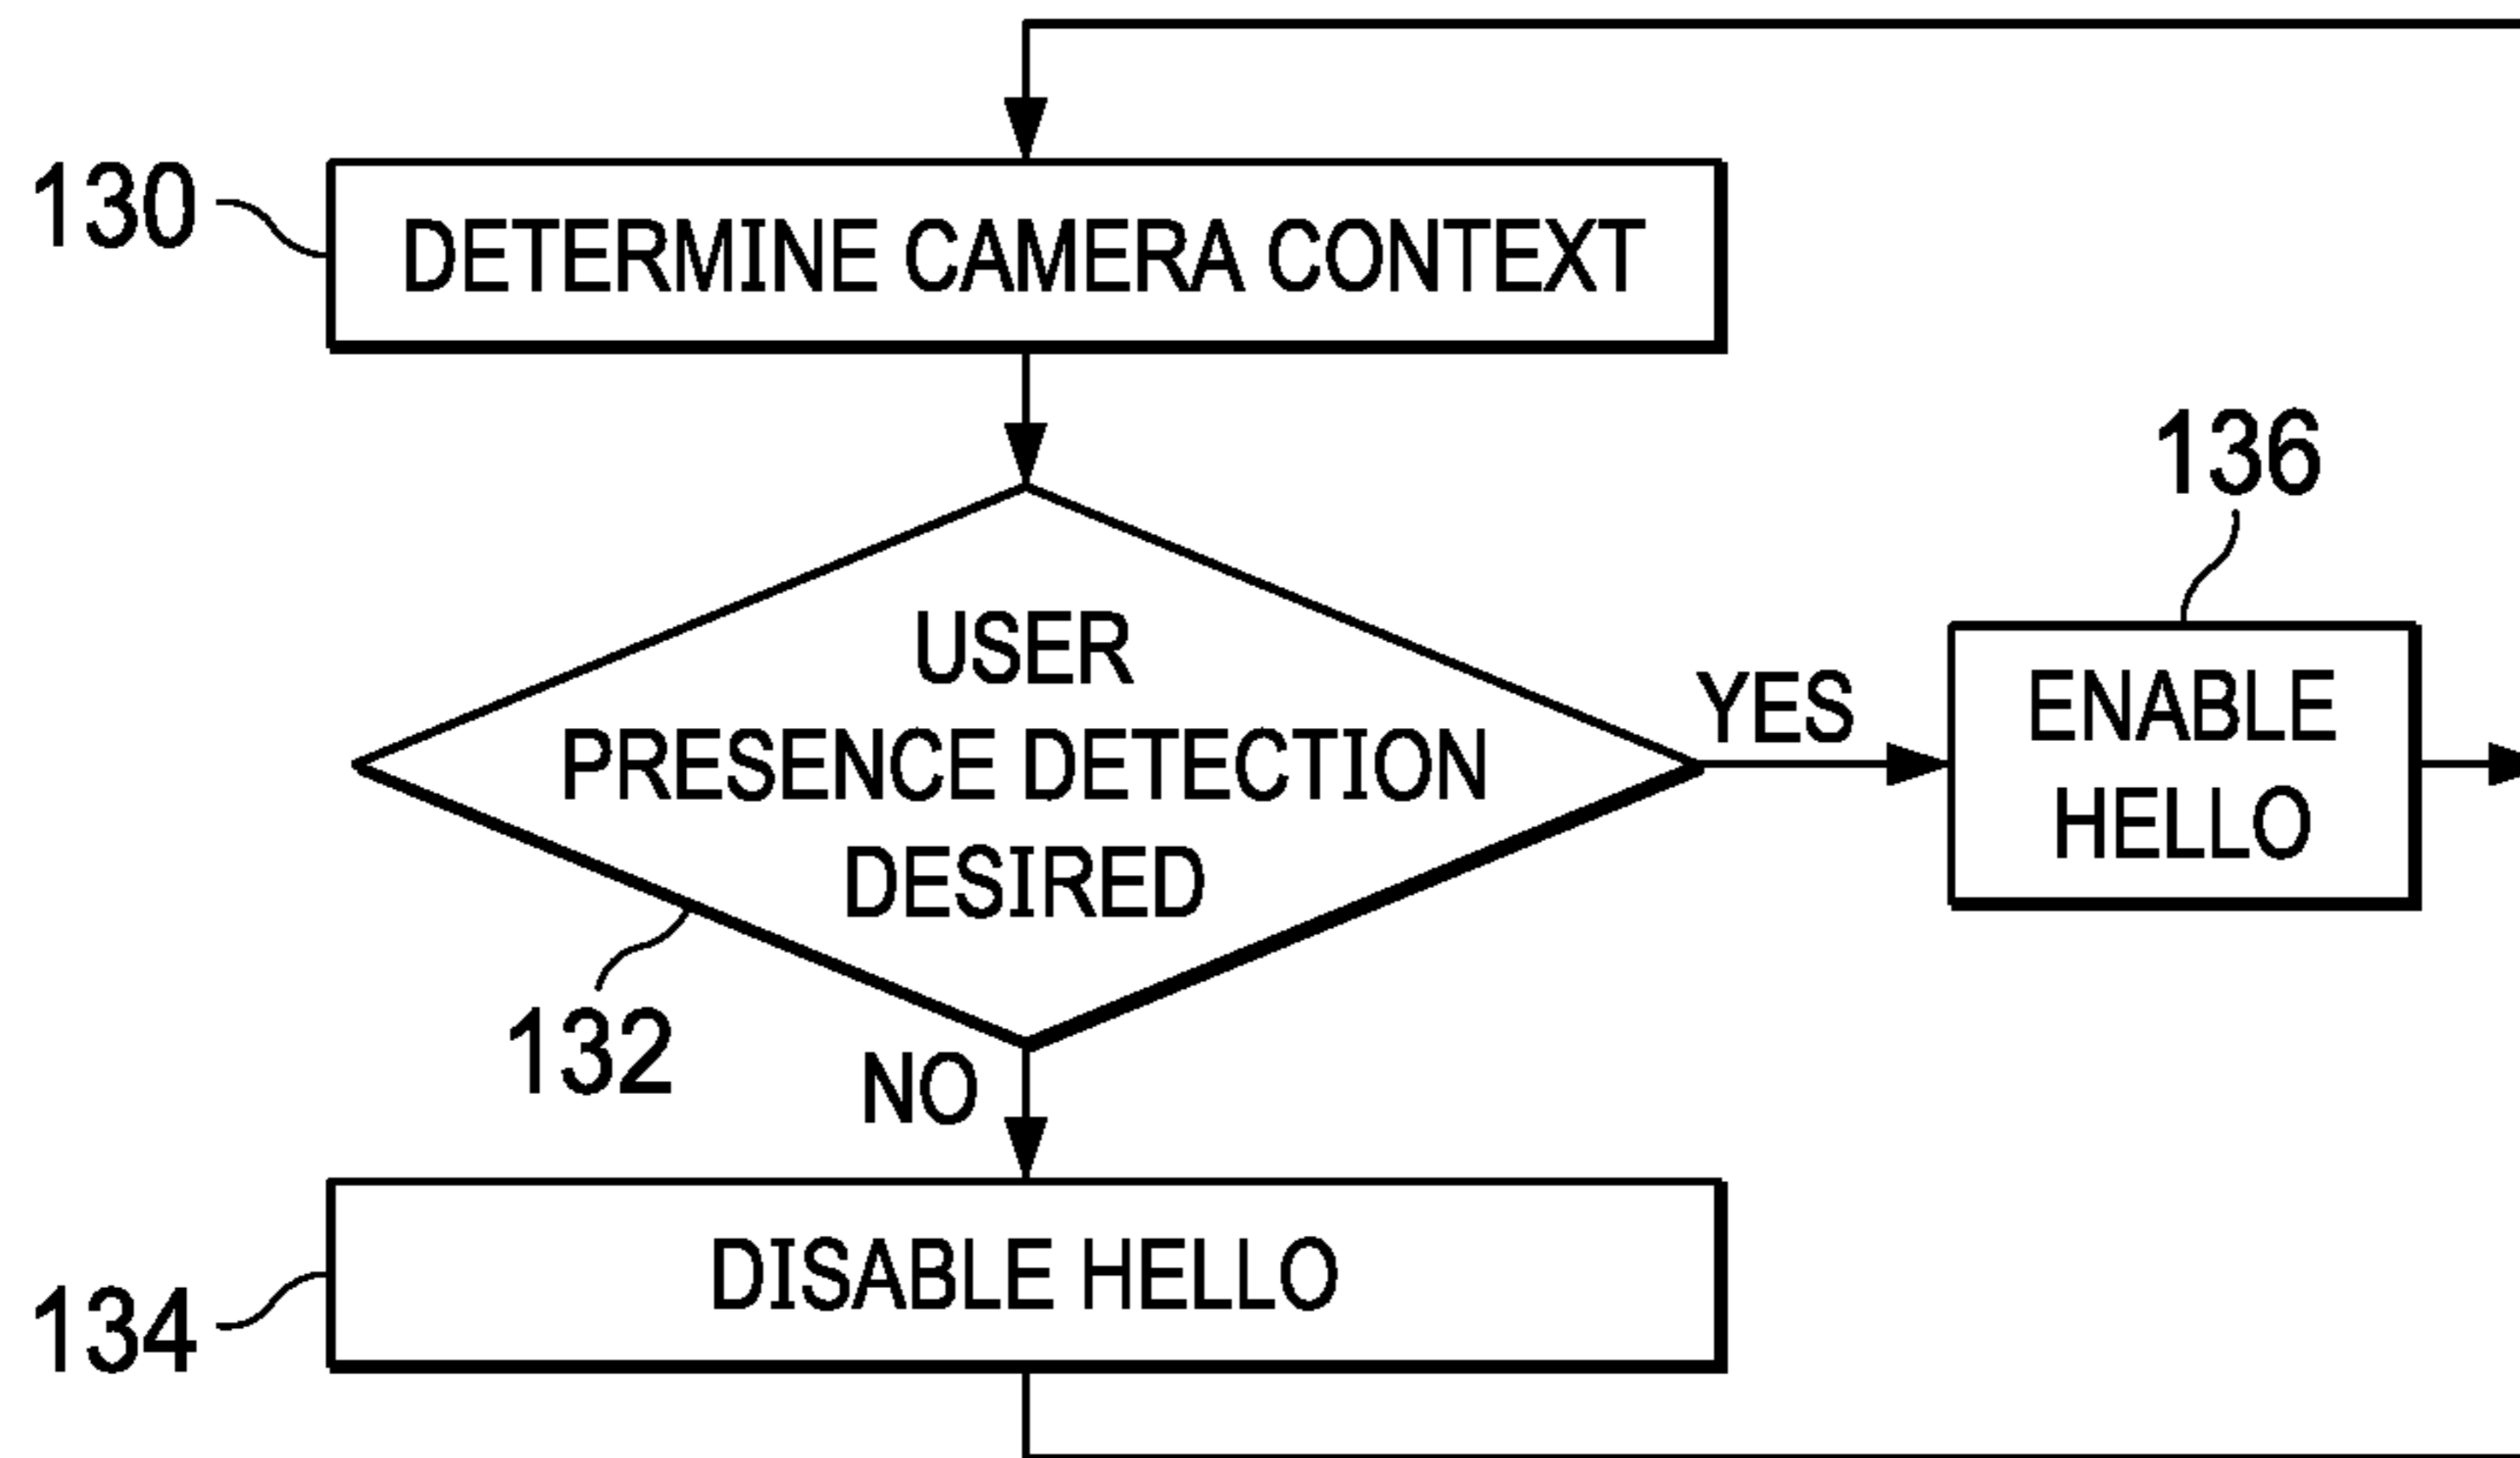 130
DETERMINE CAMERA CONTEXT
136
USER
PRESENCE DETECTION
DESIRED
YES
ENABLE
HELLO
132
NO
134
DISABLE HELLO